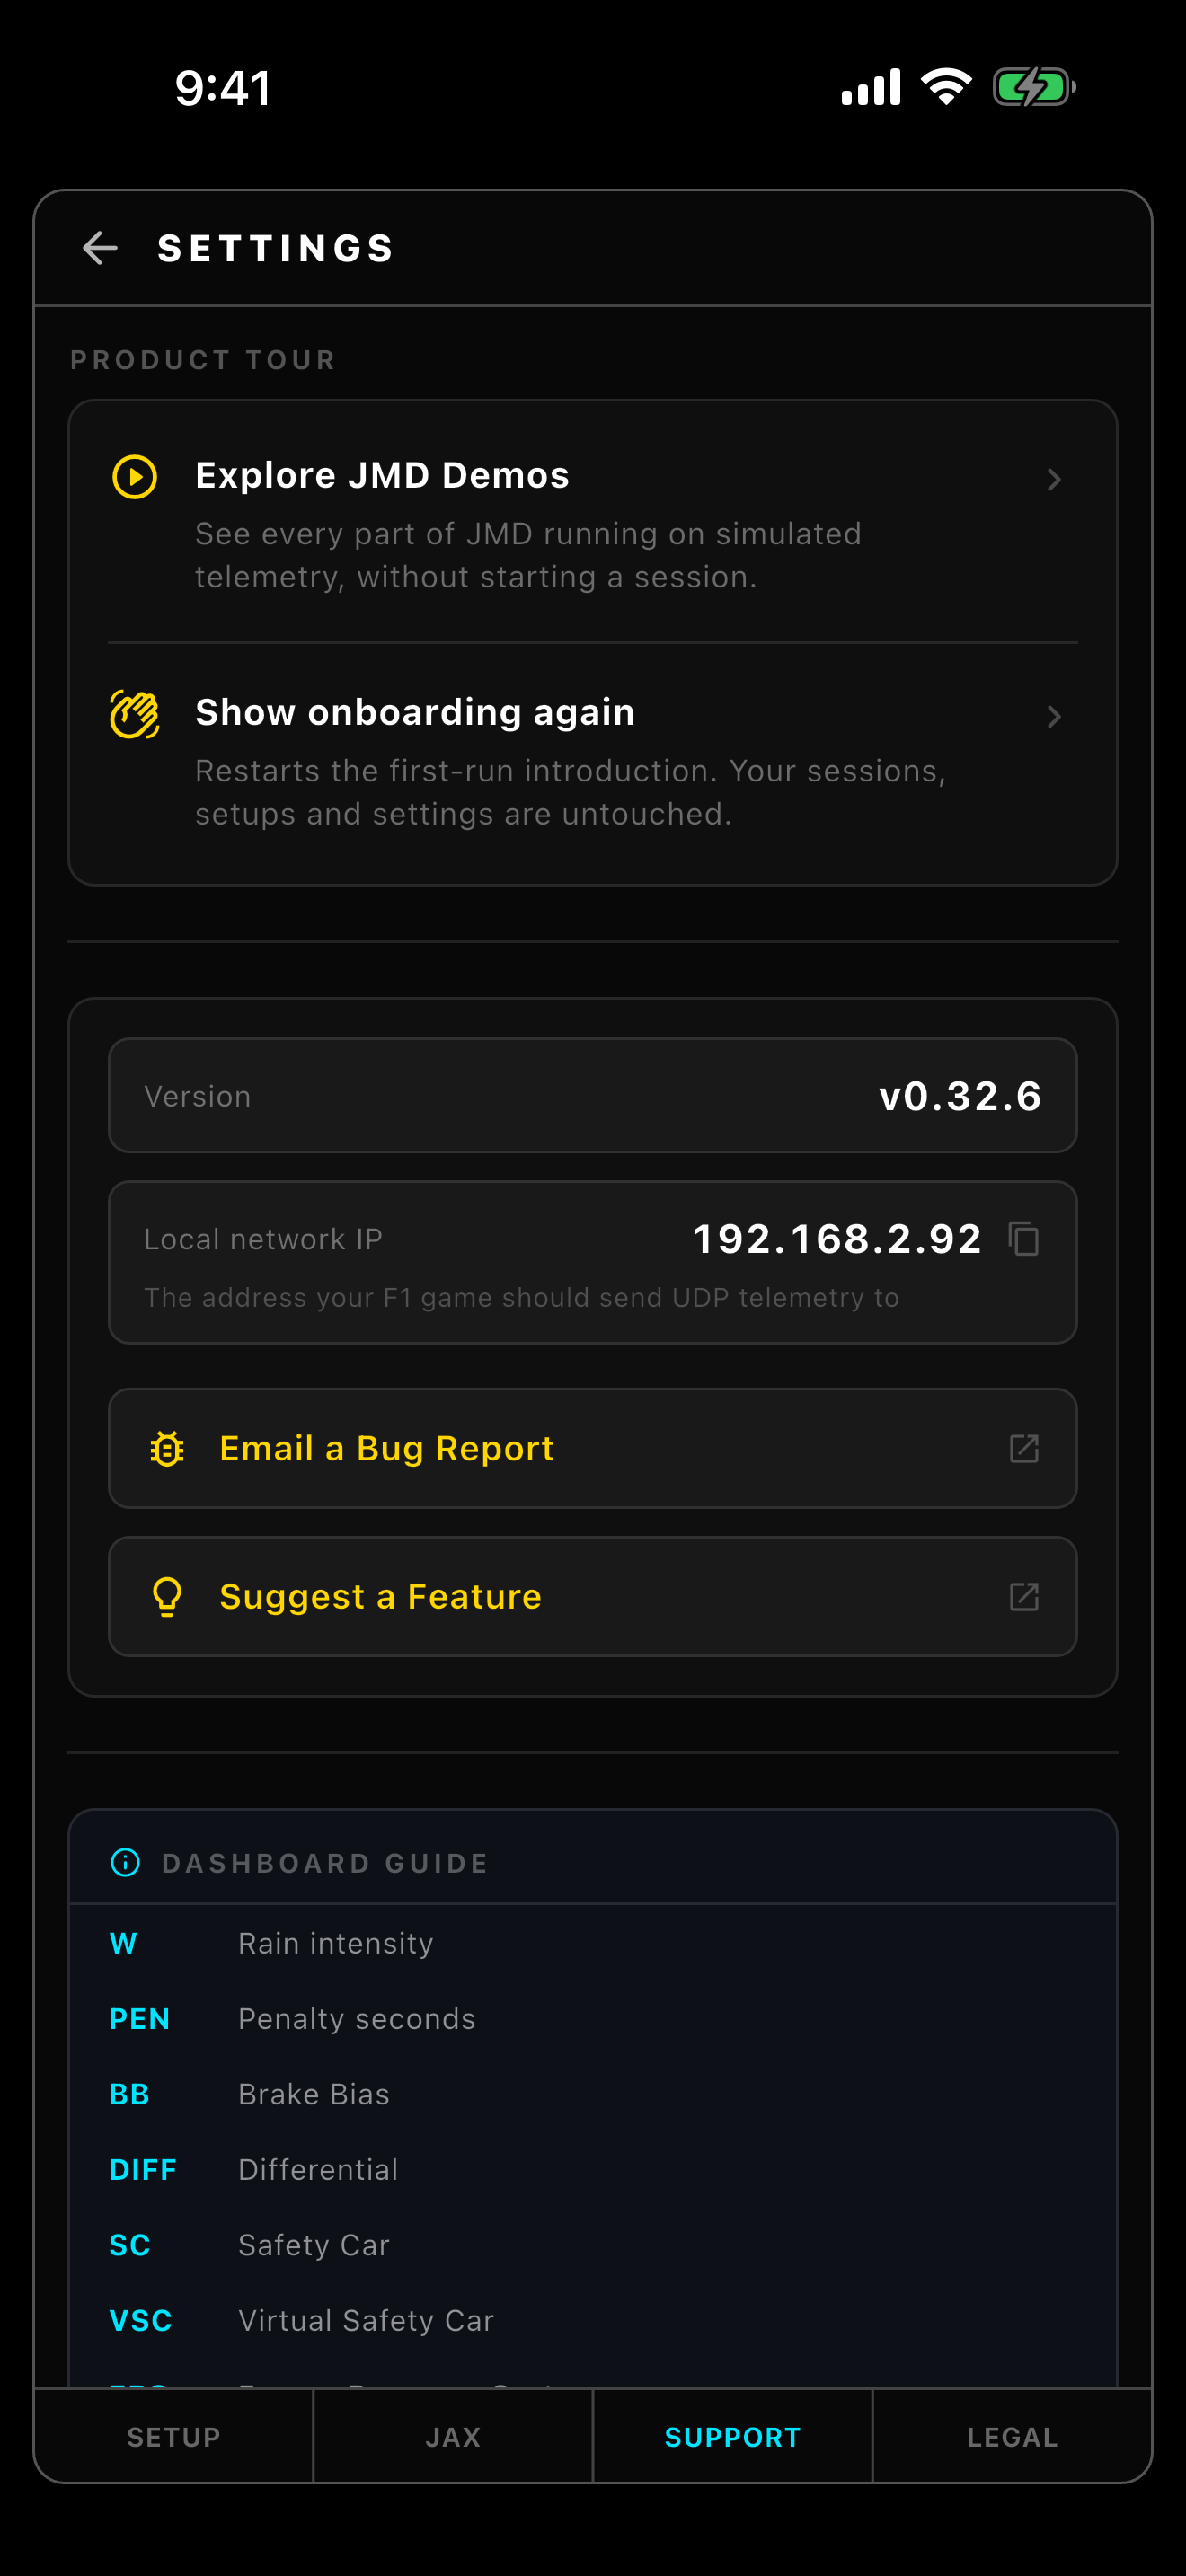 9:41
SETTINGS
PRODUCT TOUR
Explore JMD Demos
See every part of JMD running on simulated
telemetry, without starting a session.
Show onboarding again
Restarts the first-run introduction. Your sessions,
setups and settings are untouched.
Version
v0.32.6
Local network IP
192.168.2.92
The address your F1 game should send UDP telemetry to
Email a Bug Report
Suggest a Feature
DASHBOARD GUIDE
W Rain intensity
PEN Penalty seconds
BB Brake Bias
DIFF Differential
SC Safety Car
VSC Virtual Safety Car
SETUP
JAX
SUPPORT
LEGAL